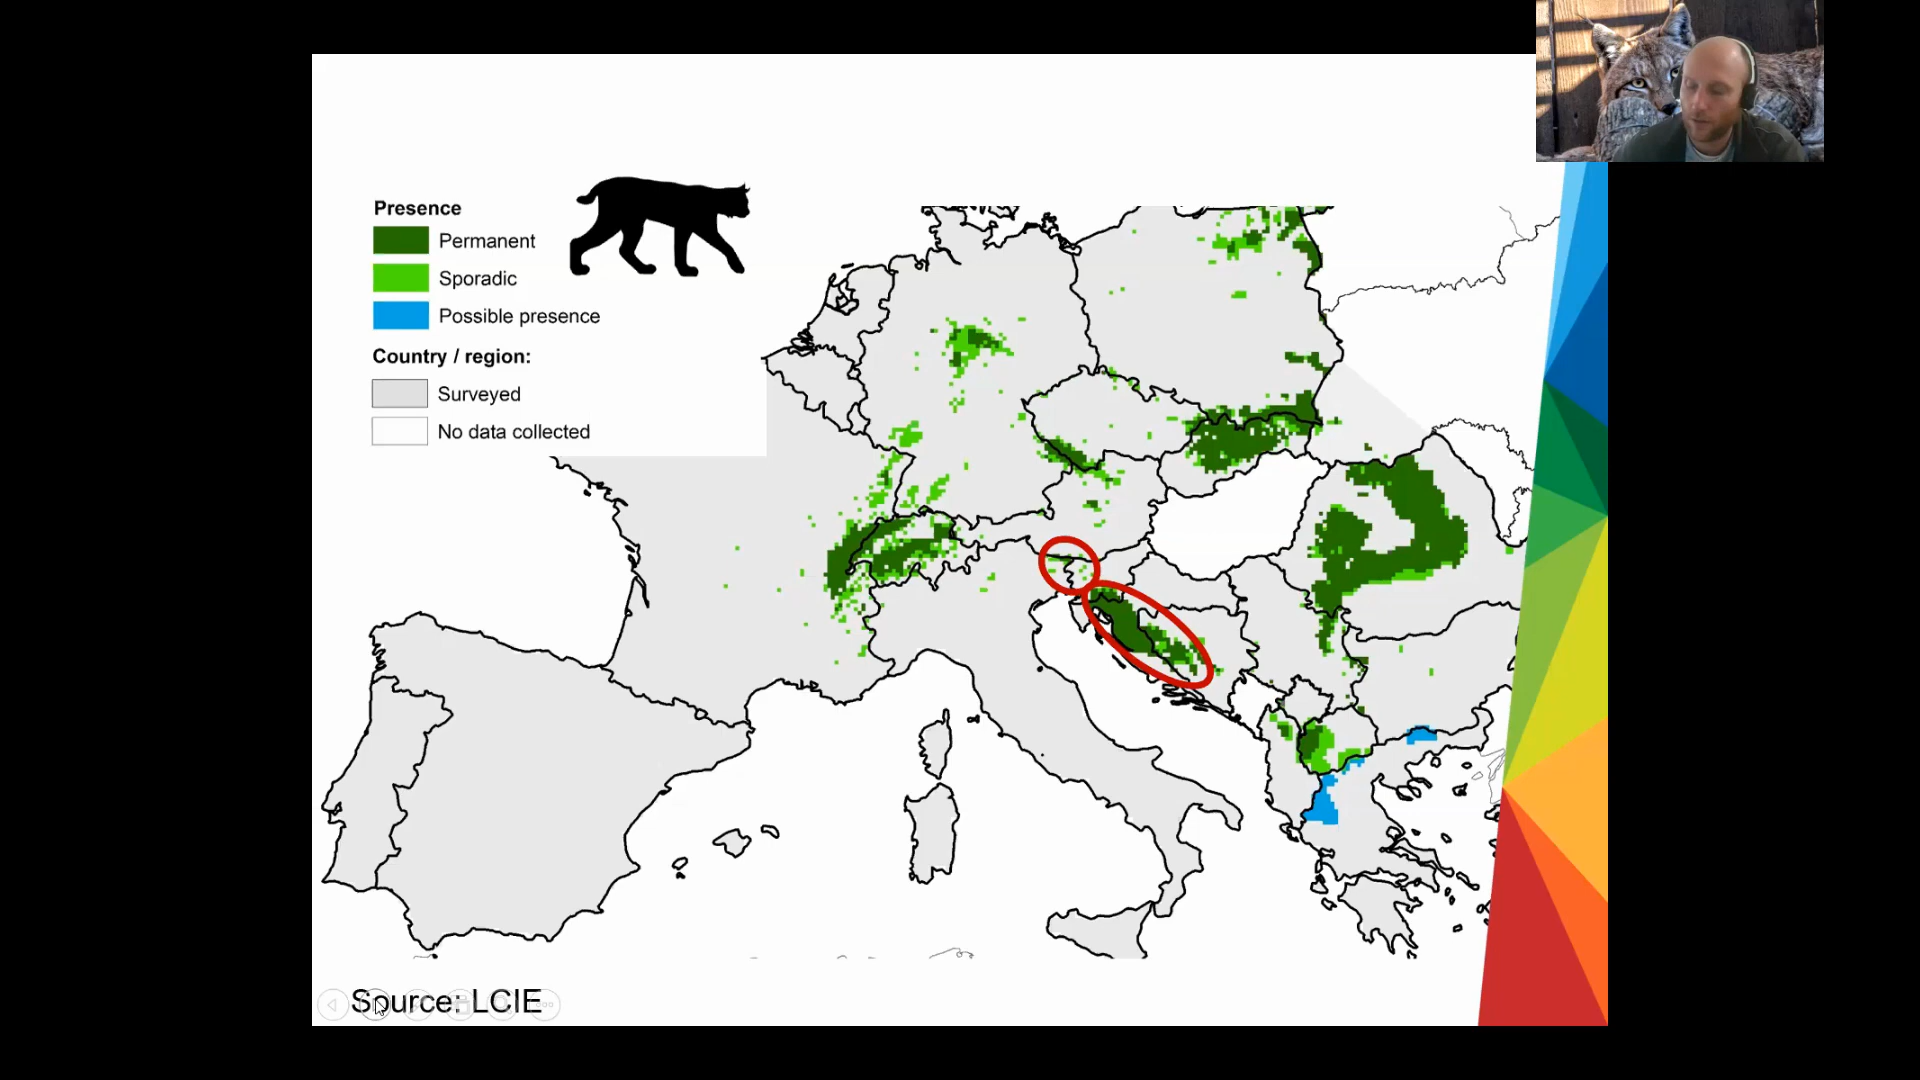 Presence
Permanent
Sporadic
Possible presence
Country / region:
Surveyed
No data collected
Source: LCIE